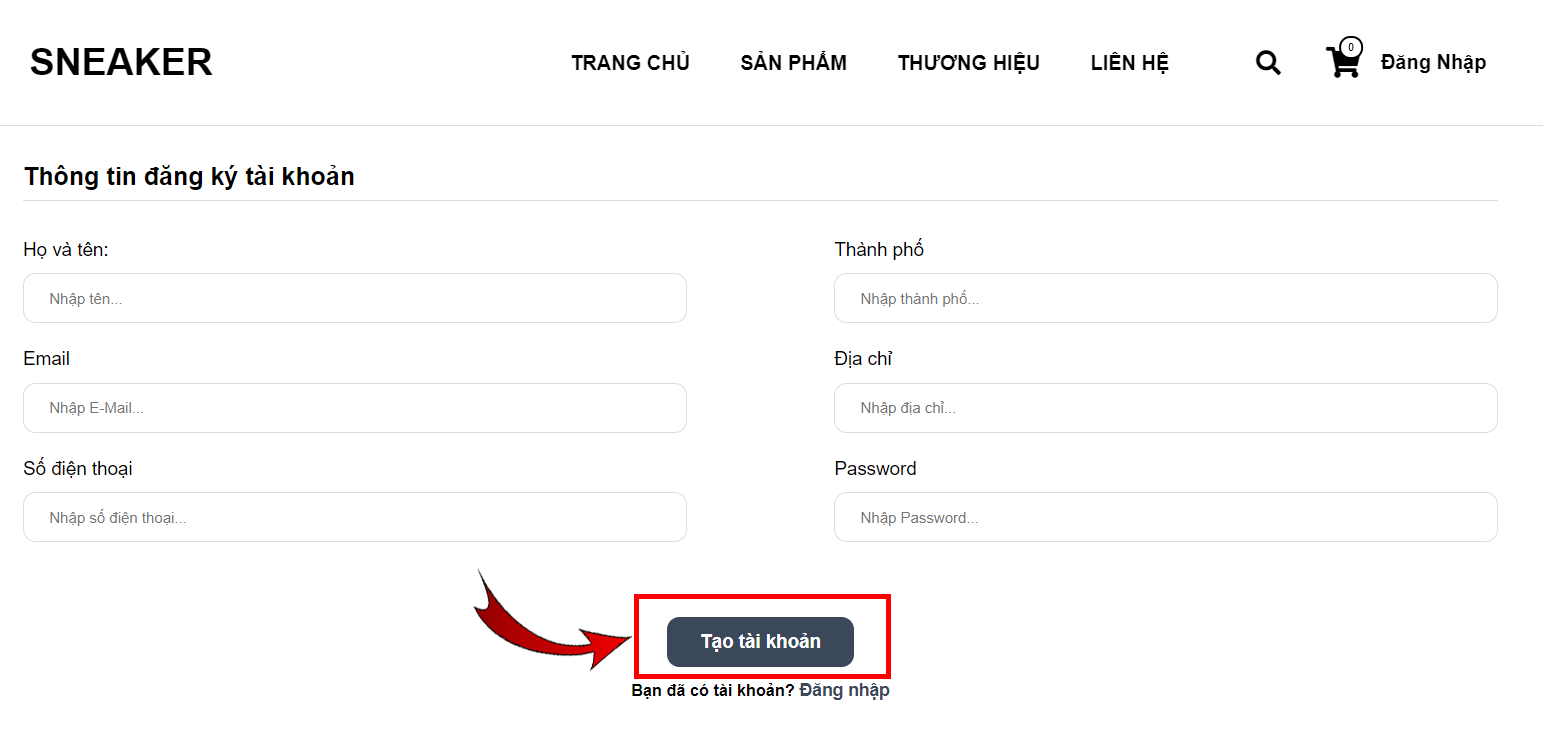 SNEAKER TRANG CHỦ SẢN PHẨM THƯƠNG HIỆU LIÊN HỆ 0 Đăng Nhập
Thông tin đăng ký tài khoản
Họ và tên: Thành phố
Nhập tên... Nhập thành phố...
Email Địa chỉ
Nhập E-Mail... Nhập địa chỉ...
Số điện thoại Password
Nhập số điện thoại... Nhập Password...
Tạo tài khoản
Bạn đã có tài khoản? Đăng nhập